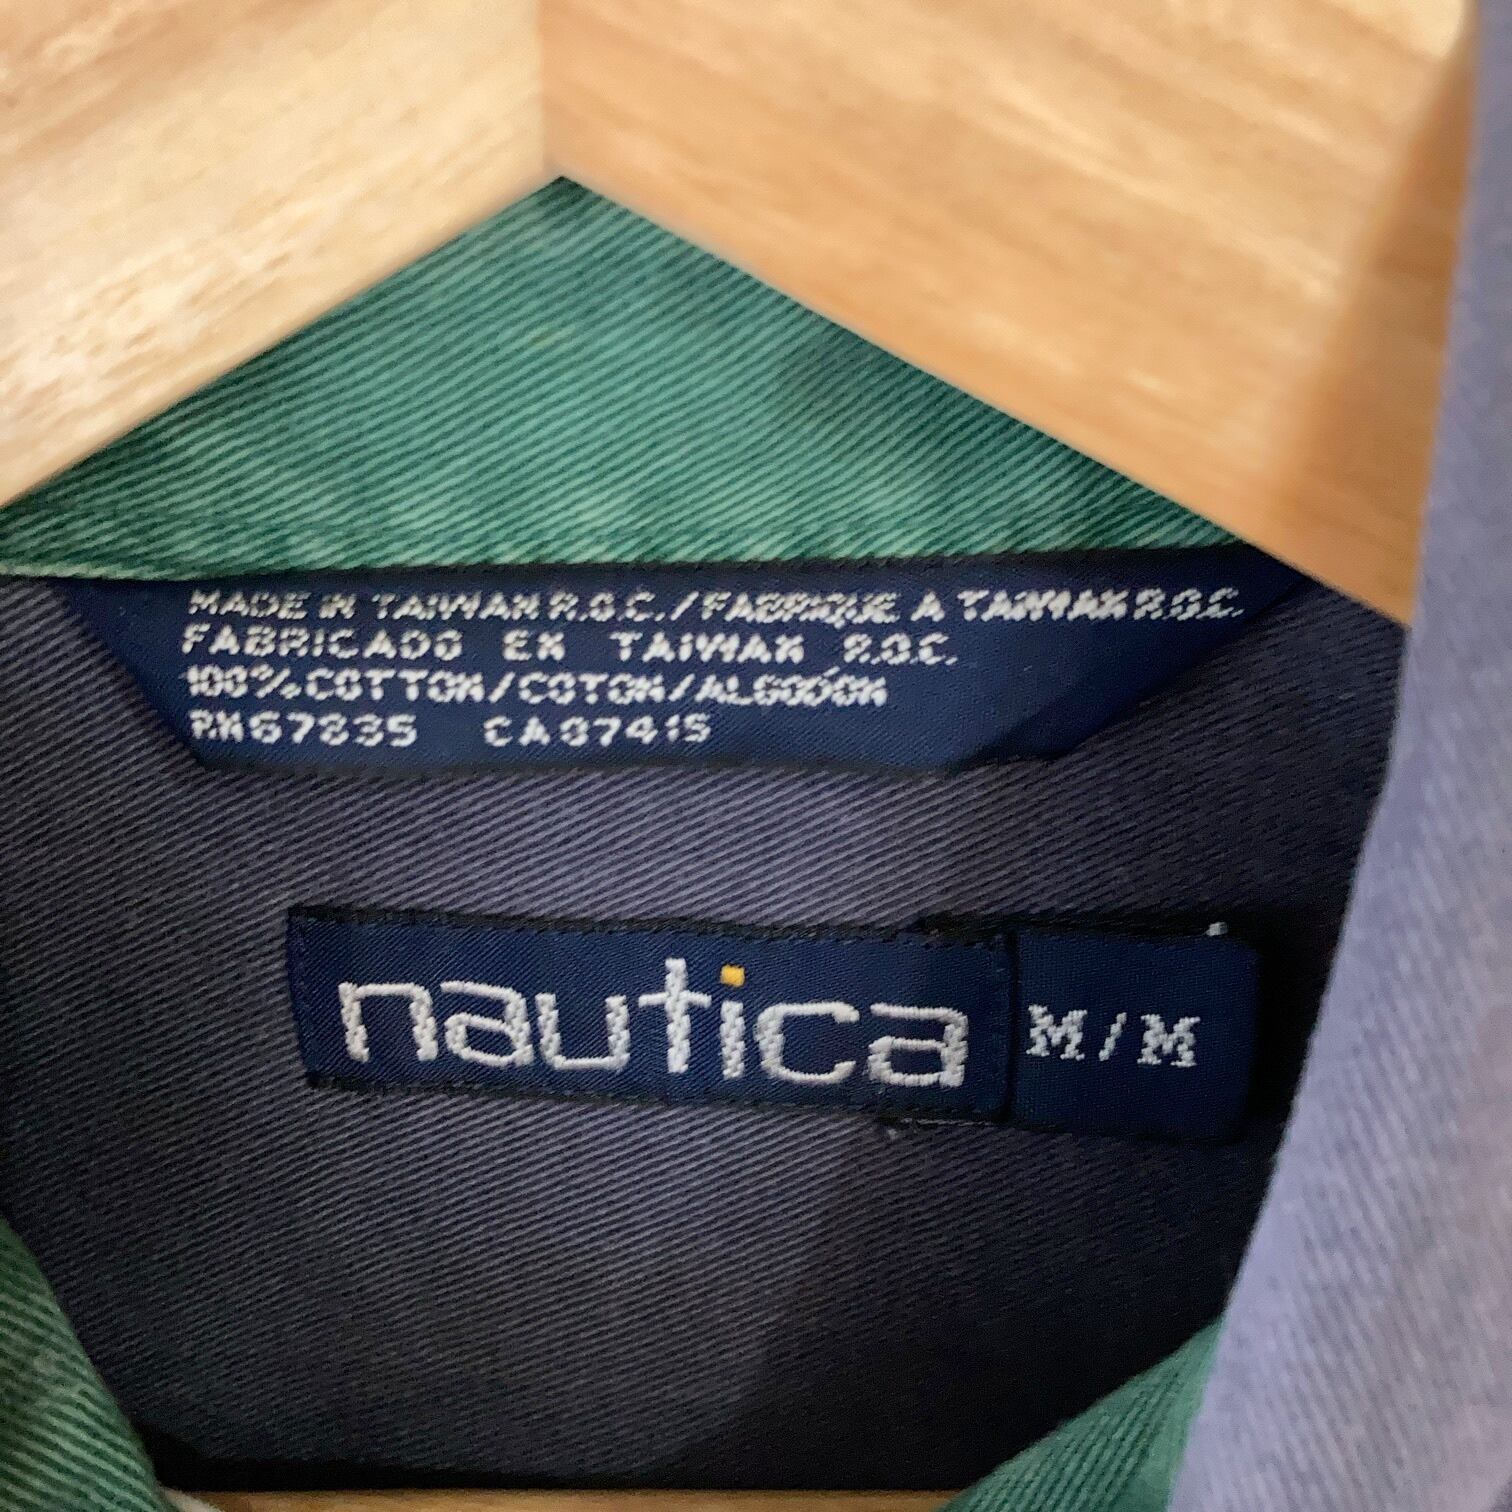 MADE IN TAIWAN R.O.C./FABRIQUE A TAIWAN R.O.C.
FABRICADO EN TAIWAN R.O.C.
100% COTTON/COTON/ALGODÓN
RN67835 CA07415
nautica M/M